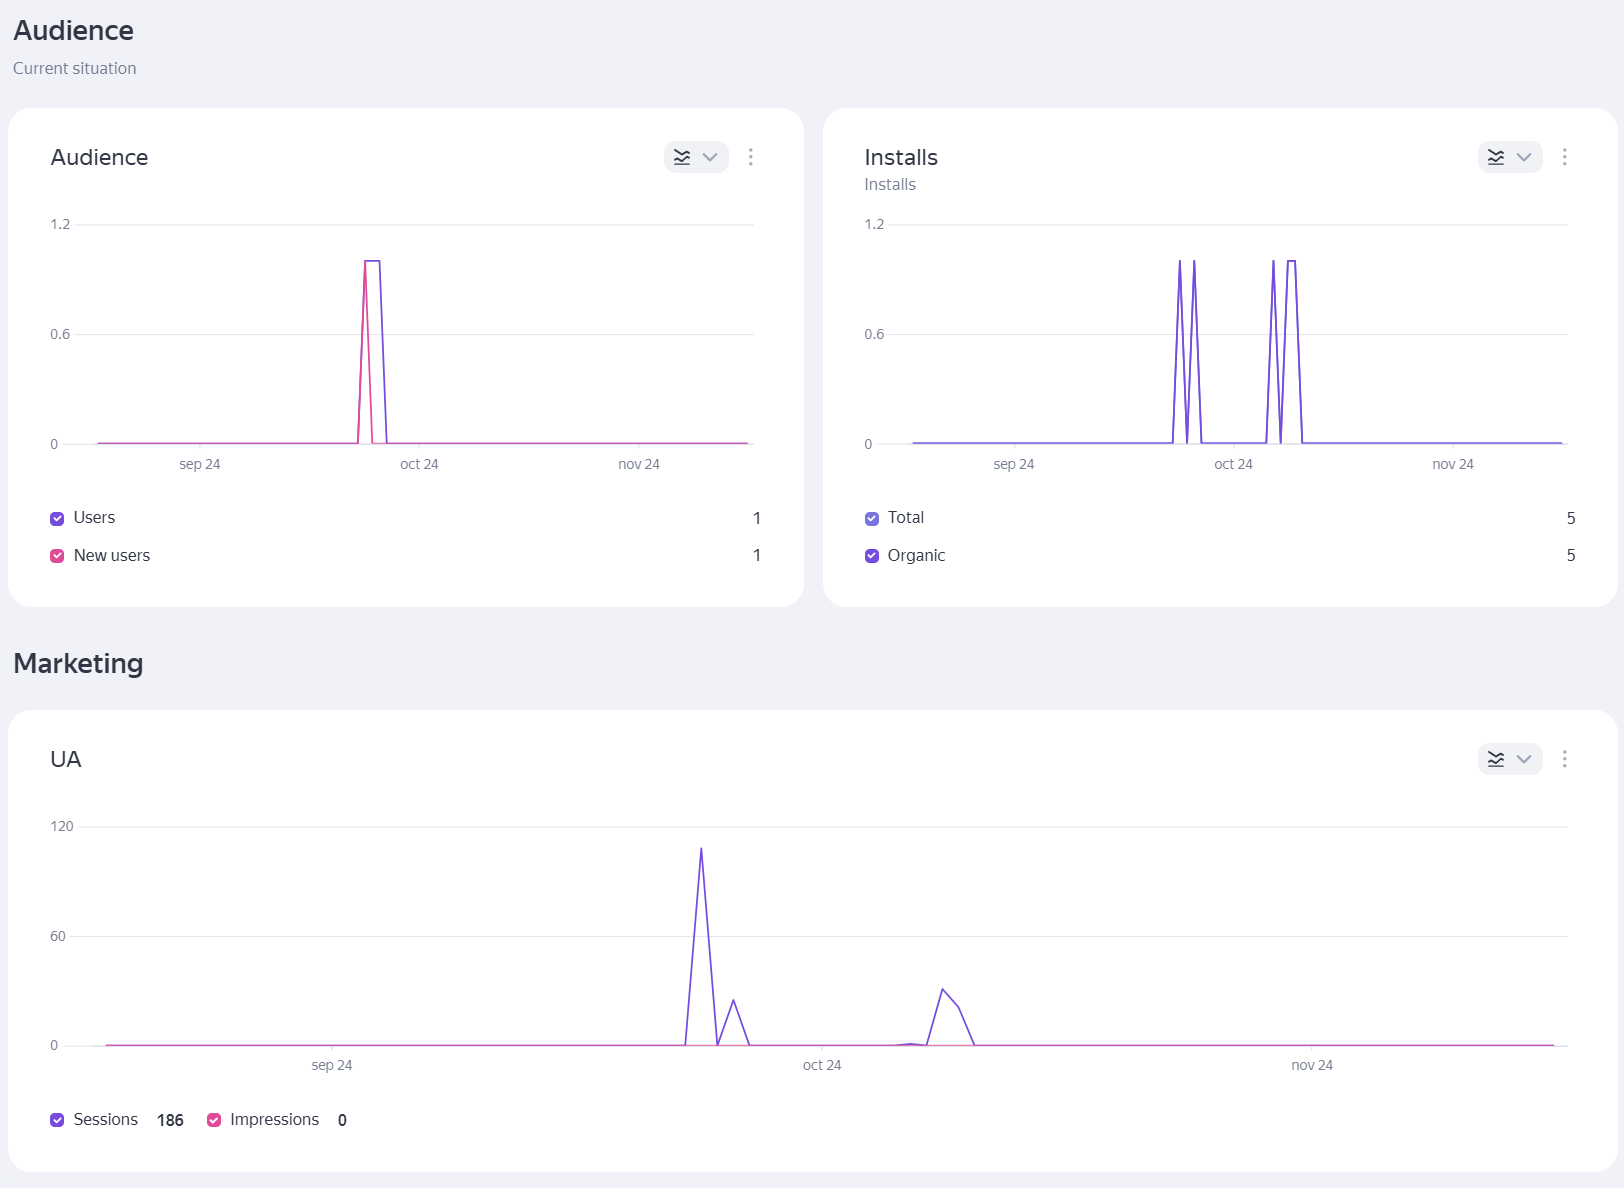 Audience
Current situation
Audience
1.2
0.6
0
sep 24 oct 24 nov 24
Users 1
New users 1
Installs
Installs
1.2
0.6
0
sep 24 oct 24 nov 24
Total 5
Organic 5
Marketing
UA
120
60
0
sep 24 oct 24 nov 24
Sessions 186 Impressions 0